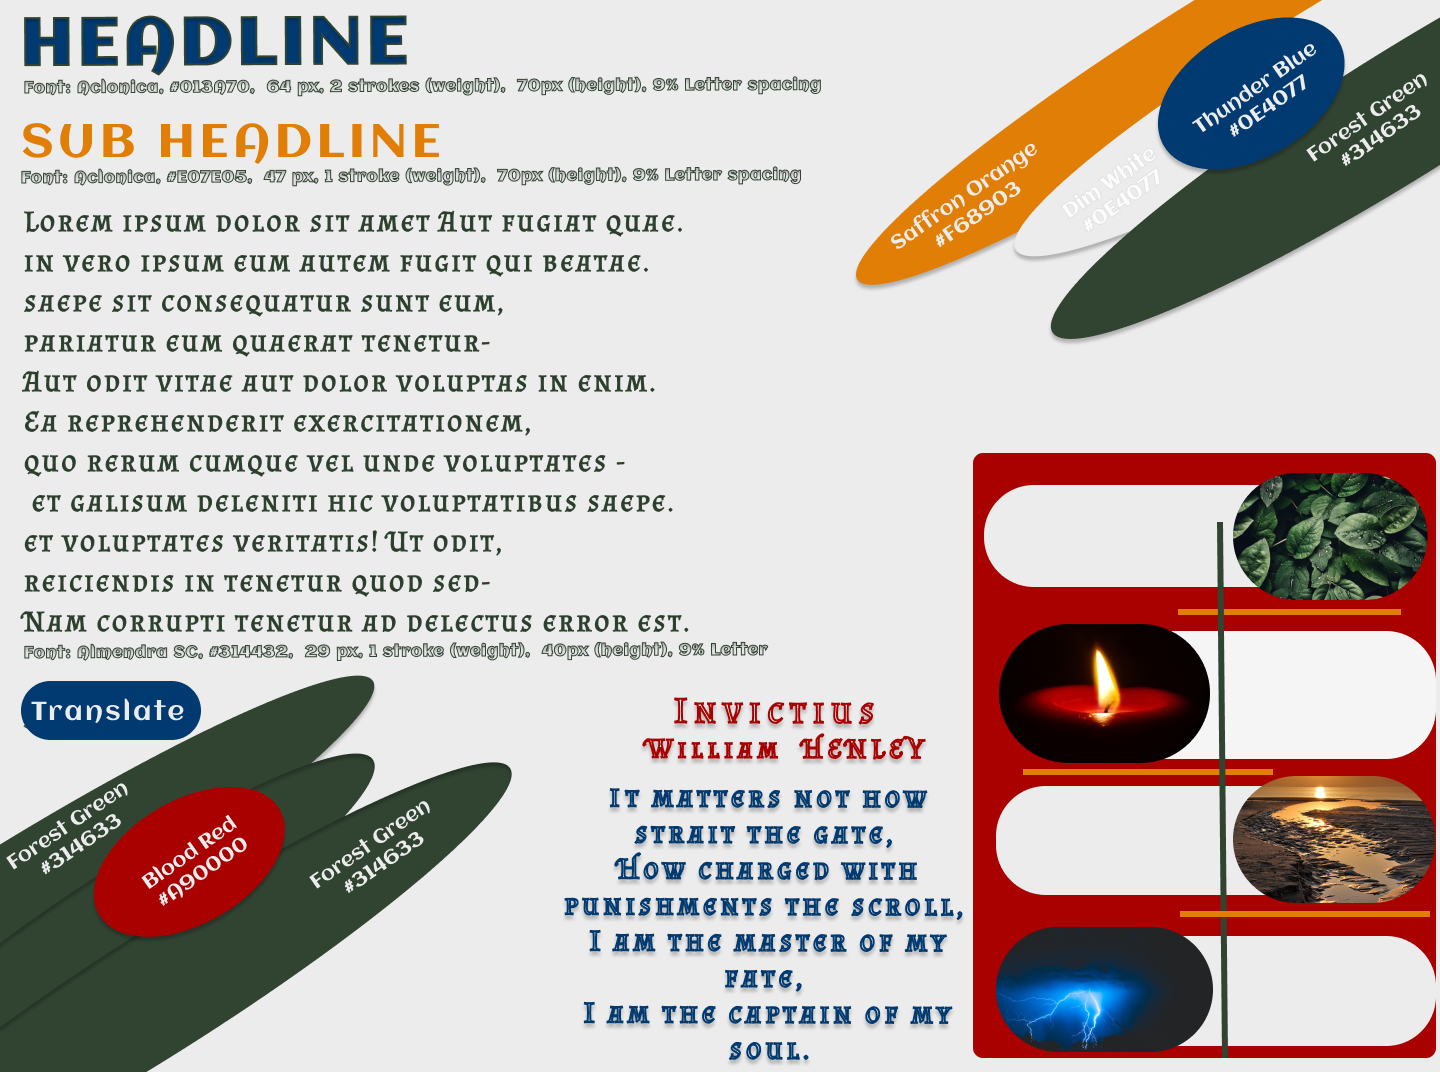 HEADLINE
Font: Aclonica, #013A70, 64 px, 2 strokes (weight), 70px (height), 9% Letter spacing
SUB HEADLINE
Font: Aclonica, #E07E05, 47 px, 1 stroke (weight), 70px (height), 9% Letter spacing
Saffron Orange
#F68903
Dim White
#0E4077
Thunder Blue
#0E4077
Forest Green
#314633
Lorem ipsum dolor sit amet Aut fugiat quae.
in vero ipsum eum autem fugit qui beatae.
saepe sit consequatur sunt eum,
pariatur eum quaerat tenetur-
Aut odit vitae aut dolor voluptas in enim.
Ea reprehenderit exercitationem,
quo rerum cumque vel unde voluptates -
et galisum deleniti hic voluptatibus saepe.
et voluptates veritatis! Ut odit,
reiciendis in tenetur quod sed-
Nam corrupti tenetur ad delectus error est.
Font: Almendra SC, #314432, 29 px, 1 stroke (weight), 40px (height), 9% Letter
Translate
Forest Green
#314633
Blood Red
#A90000
Forest Green
#314633
Invictius
William HENLEY
It matters not how
strait the gate,
How charged with
punishments the scroll,
I am the master of my
fate,
I am the captain of my
soul.